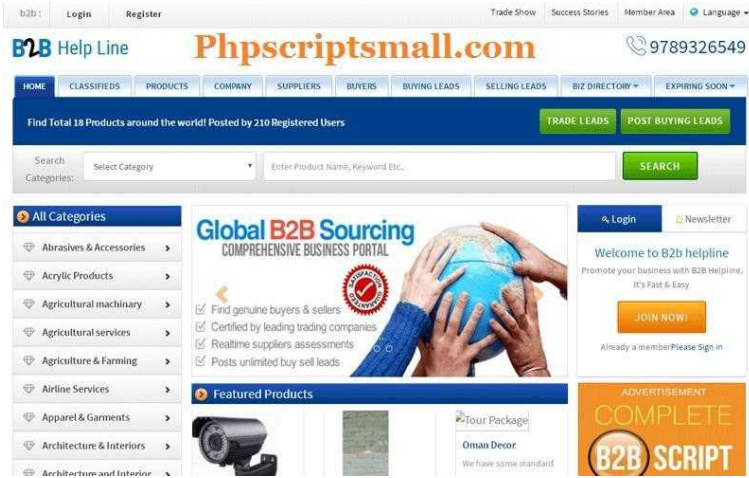 b2b :
Login
Register
Trade Show
Success Stories
Member Area
Language
B2B Help Line
Phpscriptsmall.com
9789326549
HOME
CLASSIFIEDS
PRODUCTS
COMPANY
SUPPLIERS
BUYERS
BUYING LEADS
SELLING LEADS
BIZ DIRECTORY
EXPIRING SOON
Find Total 18 Products around the world! Posted by 210 Registered Users
TRADE LEADS
POST BUYING LEADS
Search
Categories:
Select Category
Enter Product Name, Keyword Etc..
SEARCH
All Categories
Abrasives & Accessories
Acrylic Products
Agricultural machinary
Agricultural services
Agriculture & Farming
Airline Services
Apparel & Garments
Architecture & Interiors
Architecture and Interior
Global B2B Sourcing
COMPREHENSIVE BUSINESS PORTAL
SATISFACTION
GUARANTEED
Find genuine buyers & sellers
Certified by leading trading companies
Realtime suppliers assessments
Posts unlimited buy sell leads
Featured Products
Tour Package
Oman Decor
We have some standard
Login
Newsletter
Welcome to B2b helpline
Promote your business with B2B Helpline.
It's Fast & Easy
JOIN NOW!
Already a memberPlease Sign in
ADVERTISEMENT
COMPLETE
B2B SCRIPT